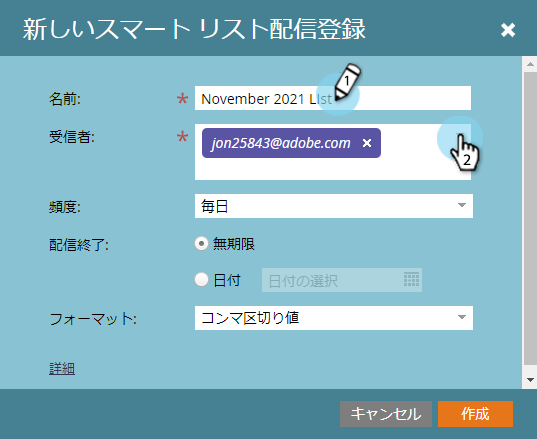 新しいスマート リスト配信登録
名前: * November 2021 LIst
1
受信者: * jon25843@adobe.com ×
2
頻度: 毎日
配信終了: 無期限
日付 日付の選択
フォーマット: コンマ区切り値
詳細
キャンセル 作成